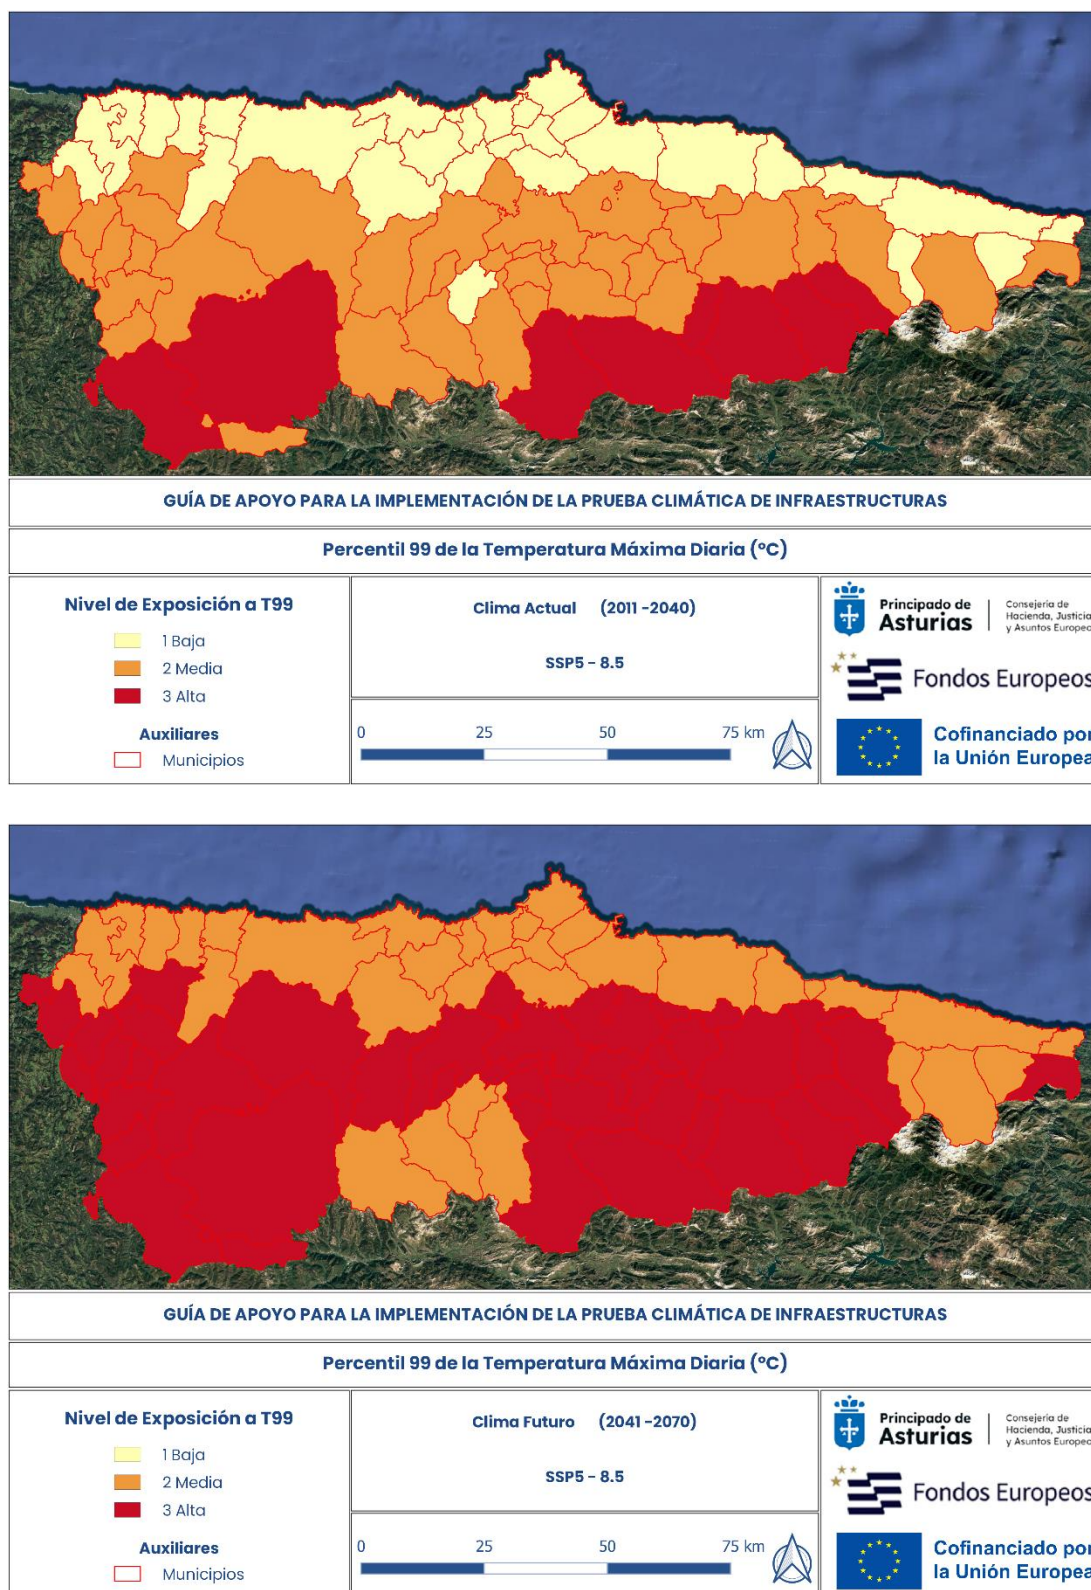 GUÍA DE APOYO PARA LA IMPLEMENTACIÓN DE LA PRUEBA CLIMÁTICA DE INFRAESTRUCTURAS
Percentil 99 de la Temperatura Máxima Diaria (°C)
Nivel de Exposición a T99
1 Baja
2 Media
3 Alta
Auxiliares
Municipios
Clima Actual (2011 -2040)
SSP5 - 8.5
0 25 50 75 km
Principado de
Asturias
Consejería de
Hacienda, Justicia
y Asuntos Europeo
Fondos Europeos
Cofinanciado por
la Unión Europea
GUÍA DE APOYO PARA LA IMPLEMENTACIÓN DE LA PRUEBA CLIMÁTICA DE INFRAESTRUCTURAS
Percentil 99 de la Temperatura Máxima Diaria (°C)
Nivel de Exposición a T99
1 Baja
2 Media
3 Alta
Auxiliares
Municipios
Clima Futuro (2041 -2070)
SSP5 - 8.5
0 25 50 75 km
Principado de
Asturias
Consejería de
Hacienda, Justicia
y Asuntos Europeo
Fondos Europeos
Cofinanciado por
la Unión Europea